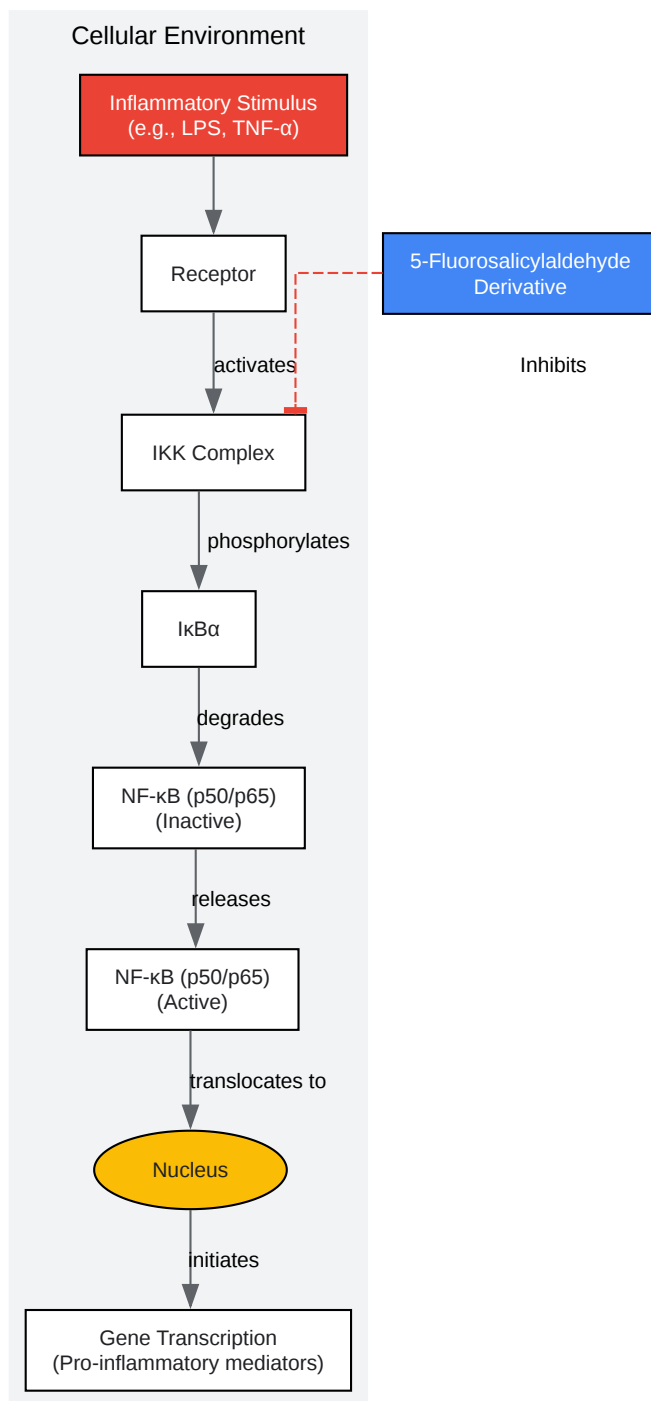 Cellular Environment
Inflammatory Stimulus
(e.g., LPS, TNF-α)
Receptor
5-Fluorosalicylaldehyde
Derivative
activates
Inhibits
IKK Complex
phosphorylates
IκBα
degrades
NF-κB (p50/p65)
(Inactive)
releases
NF-κB (p50/p65)
(Active)
translocates to
Nucleus
initiates
Gene Transcription
(Pro-inflammatory mediators)